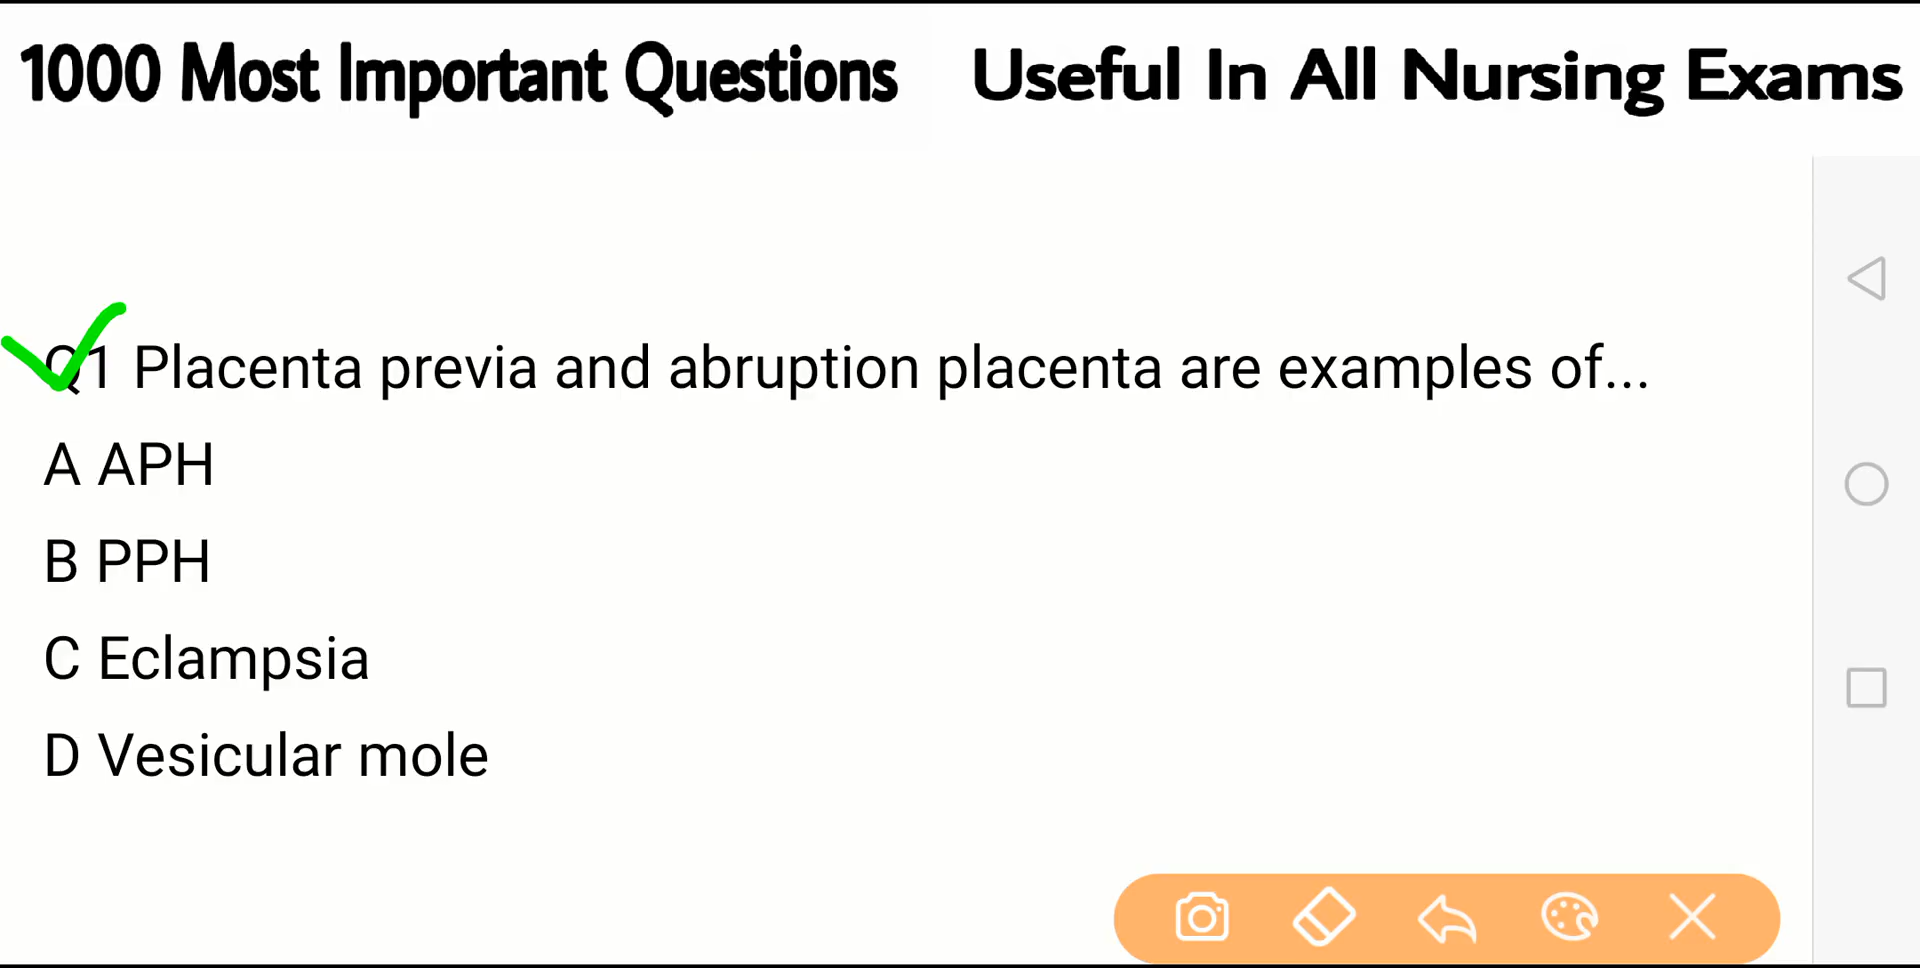 1000 Most Important Questions Useful In All Nursing Exams
Q1 Placenta previa and abruption placenta are examples of...
A APH
B PPH
C Eclampsia
D Vesicular mole